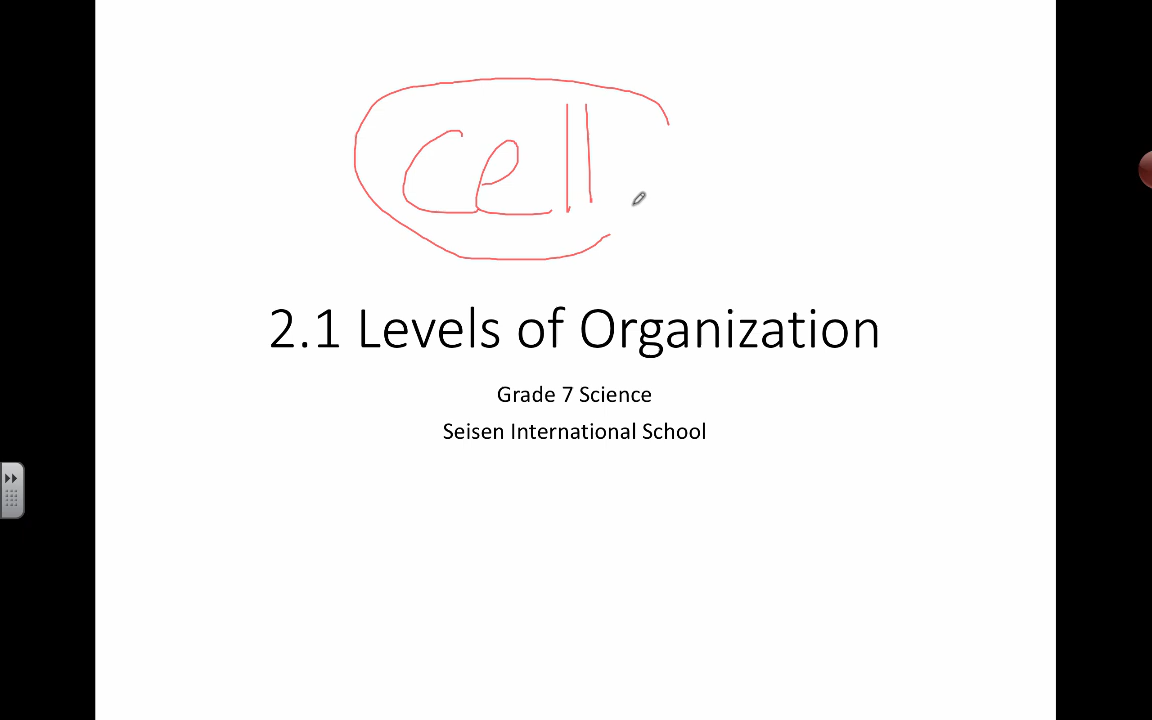 cell
2.1 Levels of Organization
Grade 7 Science
Seisen International School